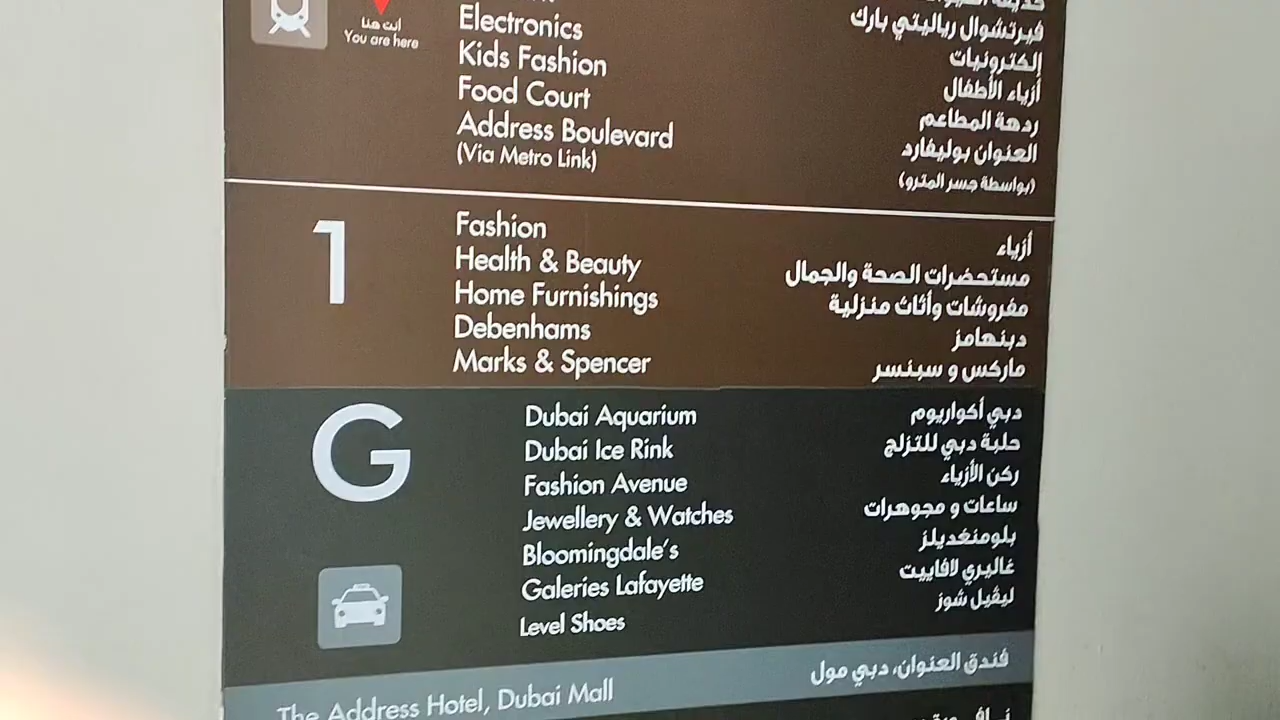 فيرتشوال رياليتي بارك
أنت هنا
You are here
Electronics
إلكترونيات
Kids Fashion
أزياء الأطفال
Food Court
ردهة المطاعم
Address Boulevard
العنوان بوليفارد
(Via Metro Link)
(بواسطة جسر المترو)
1
Fashion
أزياء
Health & Beauty
مستحضرات الصحة والجمال
Home Furnishings
مفروشات وأثاث منزلية
Debenhams
دبنهامز
Marks & Spencer
ماركس و سبنسر
G
Dubai Aquarium
دبي أكواريوم
Dubai Ice Rink
حلبة دبي للتزلج
Fashion Avenue
ركن الأزياء
Jewellery & Watches
ساعات و مجوهرات
Bloomingdale's
بلومنغديلز
Galeries Lafayette
غاليري لافاييت
Level Shoes
ليڤيل شوز
The Address Hotel, Dubai Mall
فندق العنوان، دبي مول